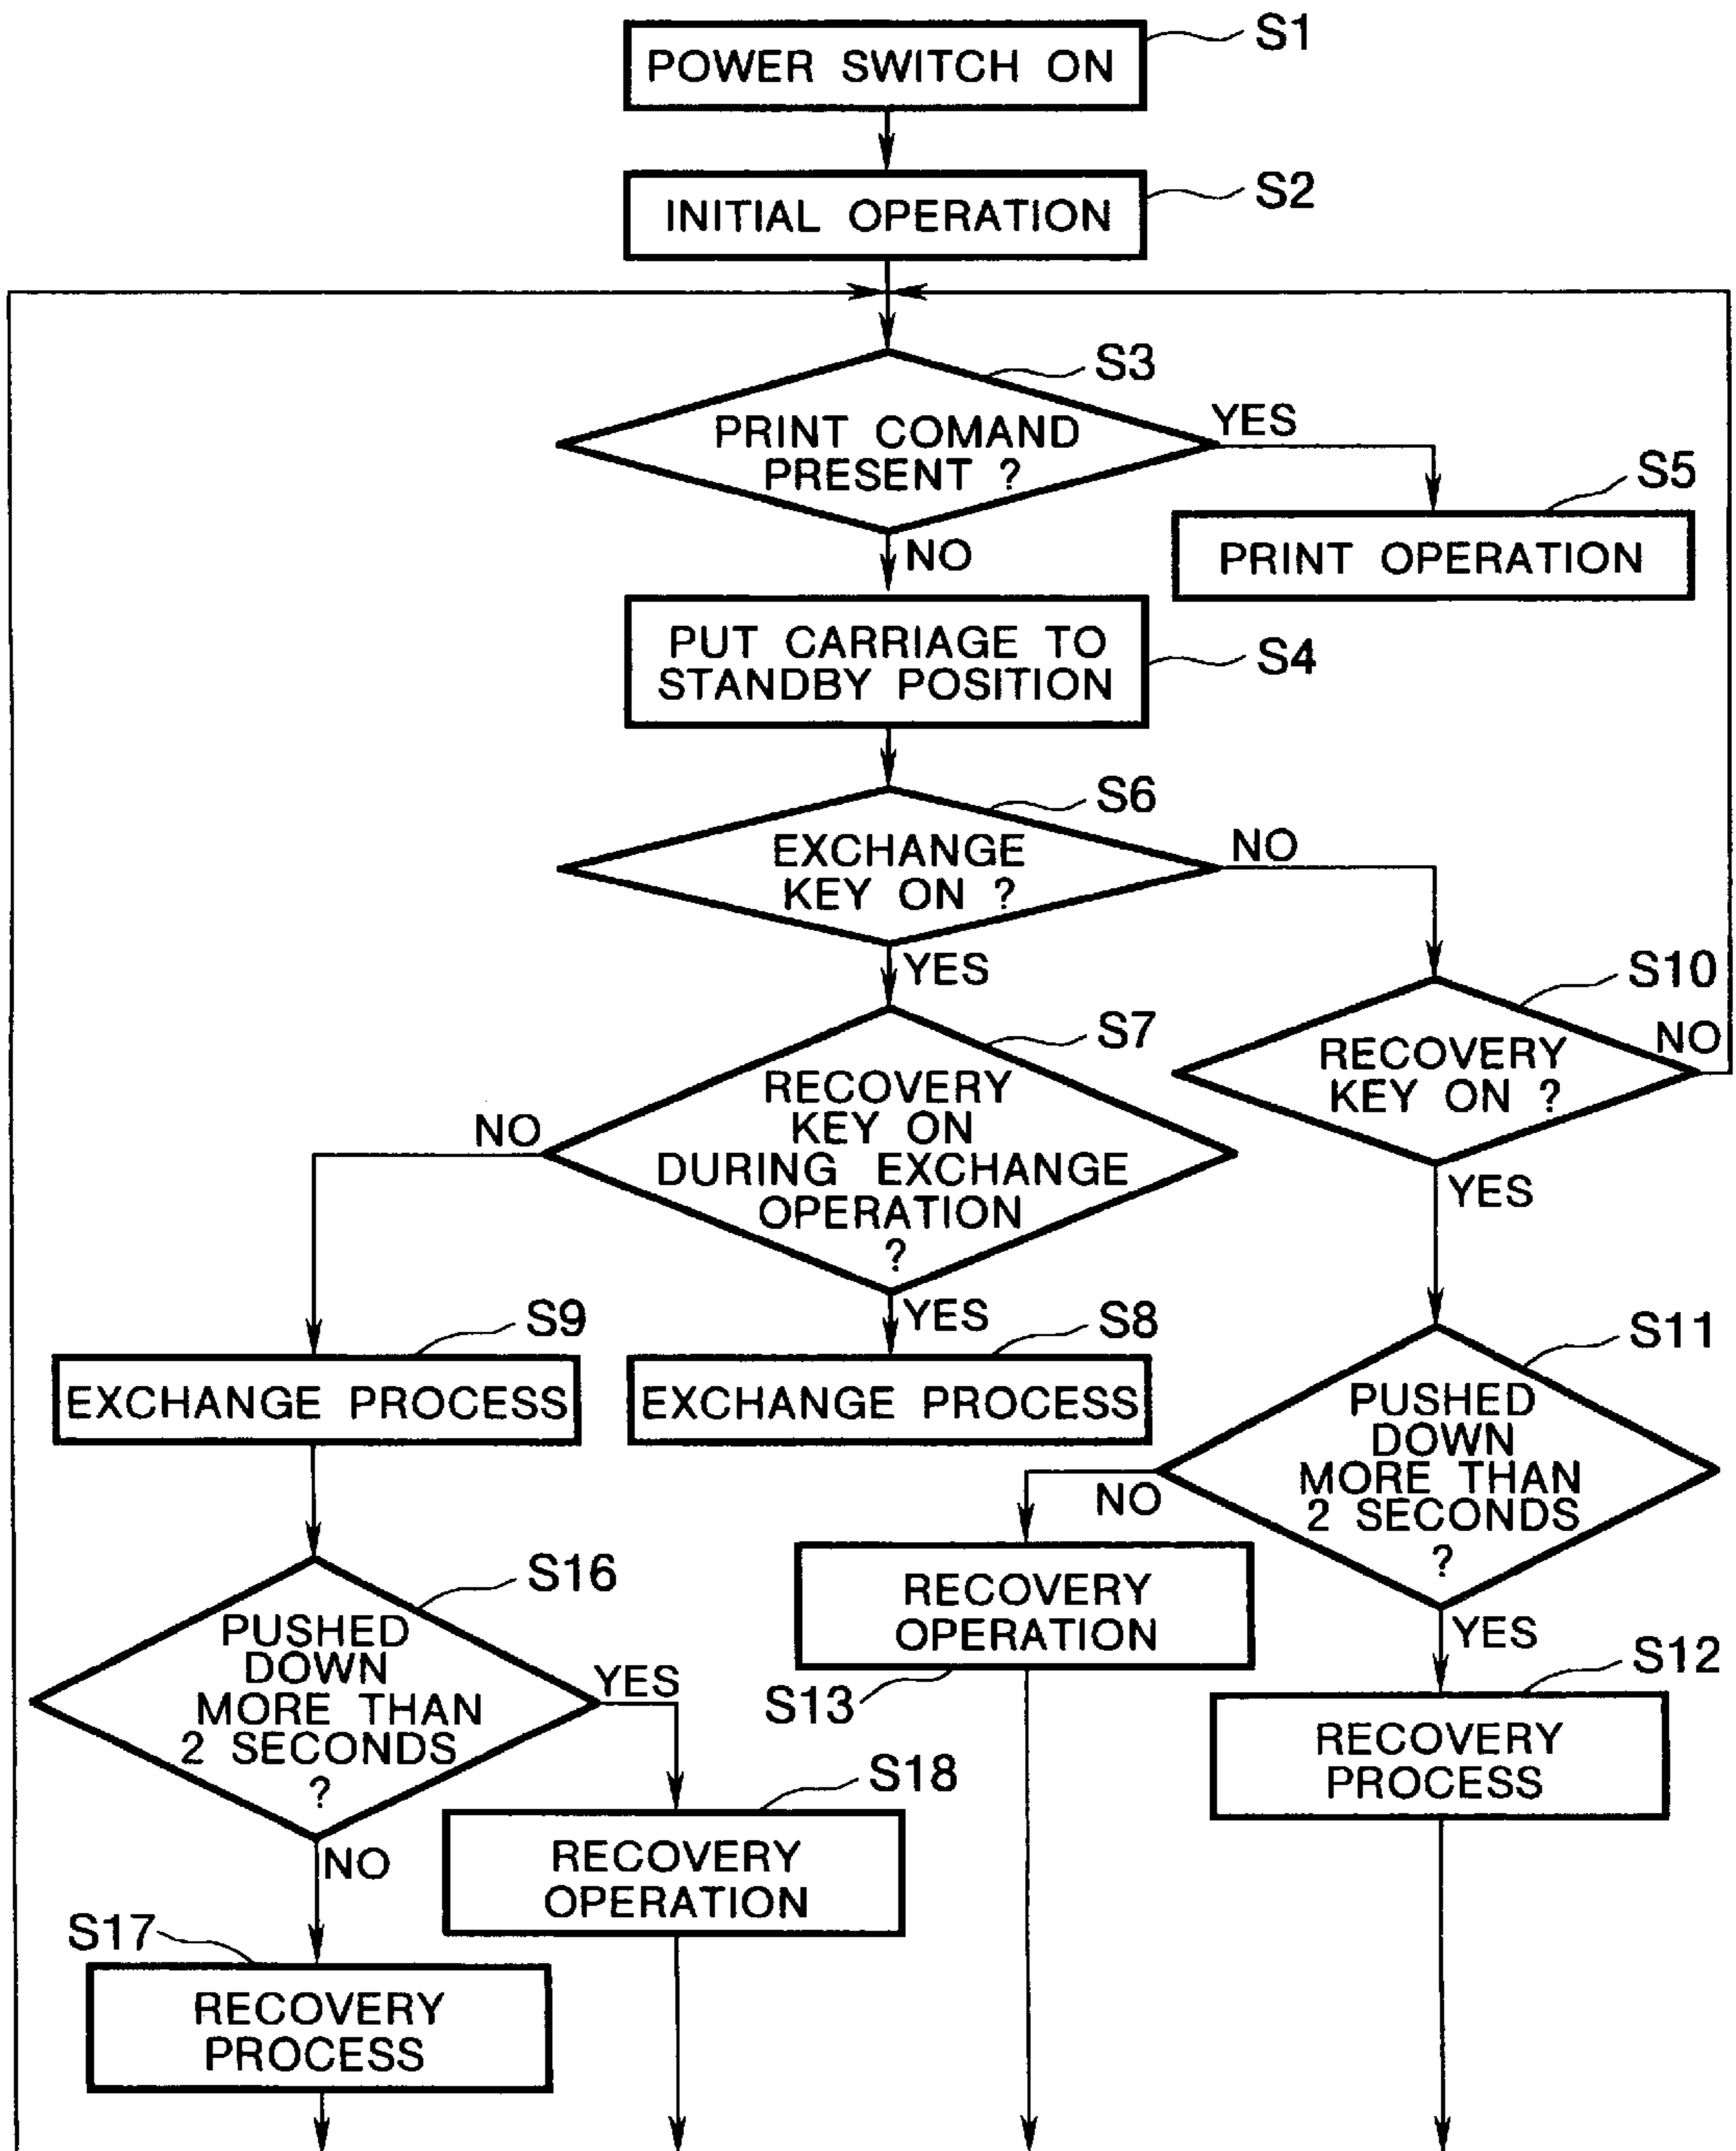 S1
POWER SWITCH ON
S2
INITIAL OPERATION
S3
PRINT COMAND
PRESENT ?
YES
S5
NO
PRINT OPERATION
PUT CARRIAGE TO
STANDBY POSITION
S4
S6
EXCHANGE
KEY ON ?
NO
YES
S10
S7
RECOVERY
KEY ON ?
NO
RECOVERY
KEY ON
DURING EXCHANGE
OPERATION
?
NO
YES
YES
S9
S8
S11
EXCHANGE PROCESS
EXCHANGE PROCESS
PUSHED
DOWN
MORE THAN
2 SECONDS
?
NO
YES
S16
RECOVERY
OPERATION
S13
S12
PUSHED
DOWN
MORE THAN
2 SECONDS
?
YES
RECOVERY
PROCESS
S18
NO
RECOVERY
OPERATION
S17
RECOVERY
PROCESS